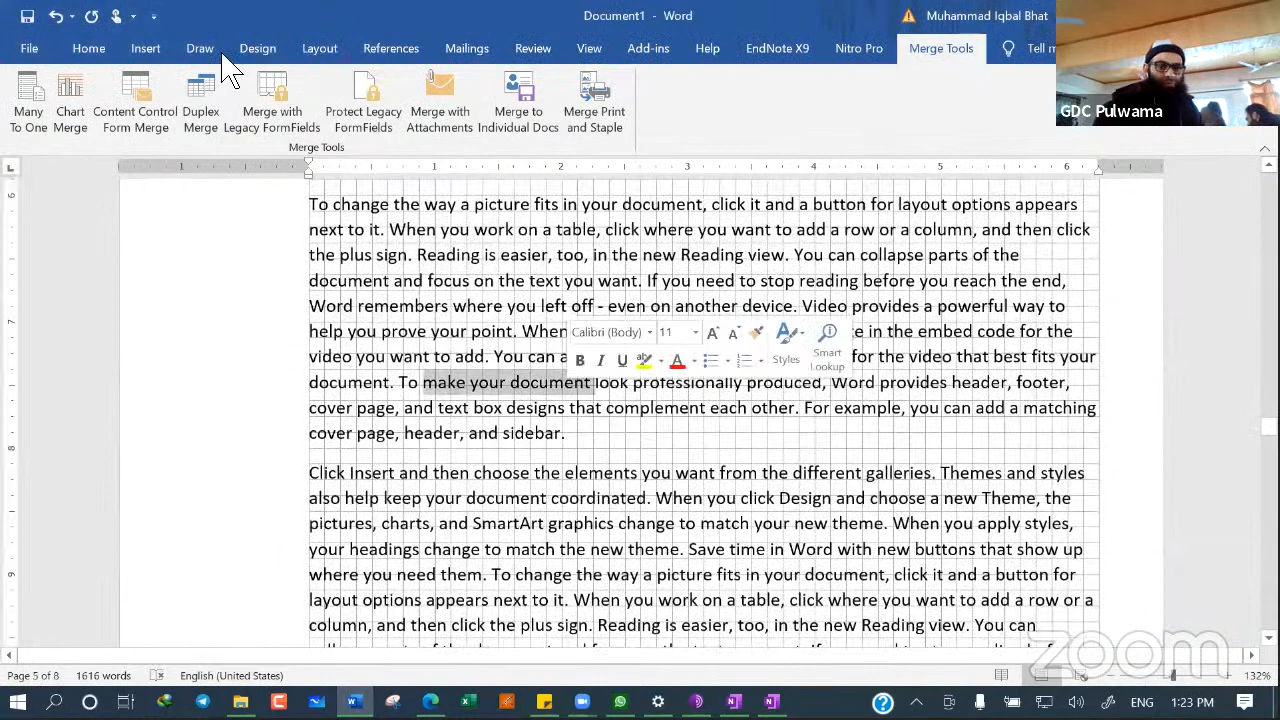 Document1 - Word
Muhammad Iqbal Bhat
File Home Insert Draw Design Layout References Mailings Review View Add-ins Help EndNote X9 Nitro Pro Merge Tools Tell m
Many To One
Chart Merge
Content Control Form Merge
Duplex Merge
Merge with Legacy FormFields
Protect Legacy FormFields
Merge with Attachments
Merge to Individual Docs
Merge Print and Staple
Merge Tools
GDC Pulwama
1 1 2 3 4 5 6
6
7
8
9
To change the way a picture fits in your document, click it and a button for layout options appears
next to it. When you work on a table, click where you want to add a row or a column, and then click
the plus sign. Reading is easier, too, in the new Reading view. You can collapse parts of the
document and focus on the text you want. If you need to stop reading before you reach the end,
Word remembers where you left off - even on another device. Video provides a powerful way to
help you prove your point. When e in the embed code for the
video you want to add. You can a for the video that best fits your
document. To make your document look professionally produced, Word provides header, footer,
cover page, and text box designs that complement each other. For example, you can add a matching
cover page, header, and sidebar.
Calibri (Body) 11
Styles
Smart Lookup
Click Insert and then choose the elements you want from the different galleries. Themes and styles
also help keep your document coordinated. When you click Design and choose a new Theme, the
pictures, charts, and SmartArt graphics change to match your new theme. When you apply styles,
your headings change to match the new theme. Save time in Word with new buttons that show up
where you need them. To change the way a picture fits in your document, click it and a button for
layout options appears next to it. When you work on a table, click where you want to add a row or a
column, and then click the plus sign. Reading is easier, too, in the new Reading view. You can
zoom
Page 5 of 8 1616 words English (United States) 132%
ENG 1:23 PM